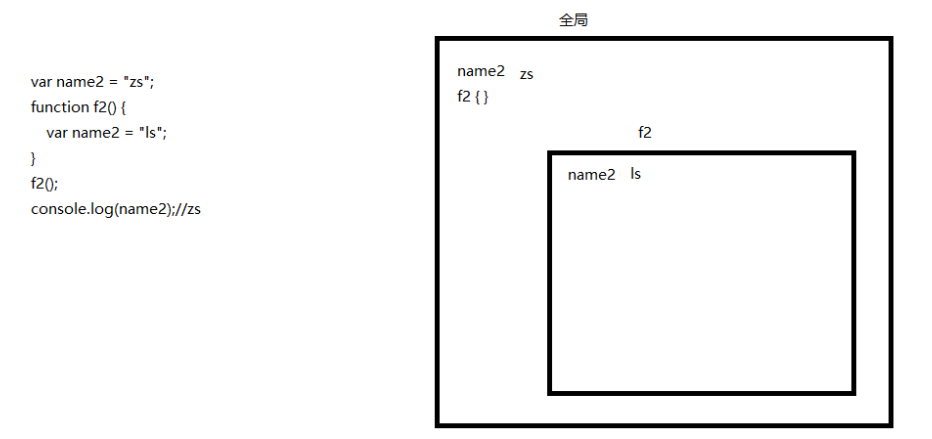 var name2 = "zs";
function f2() {
    var name2 = "ls";
}
f2();
console.log(name2);//zs
全局
name2 zs
f2 { }
f2
name2 ls